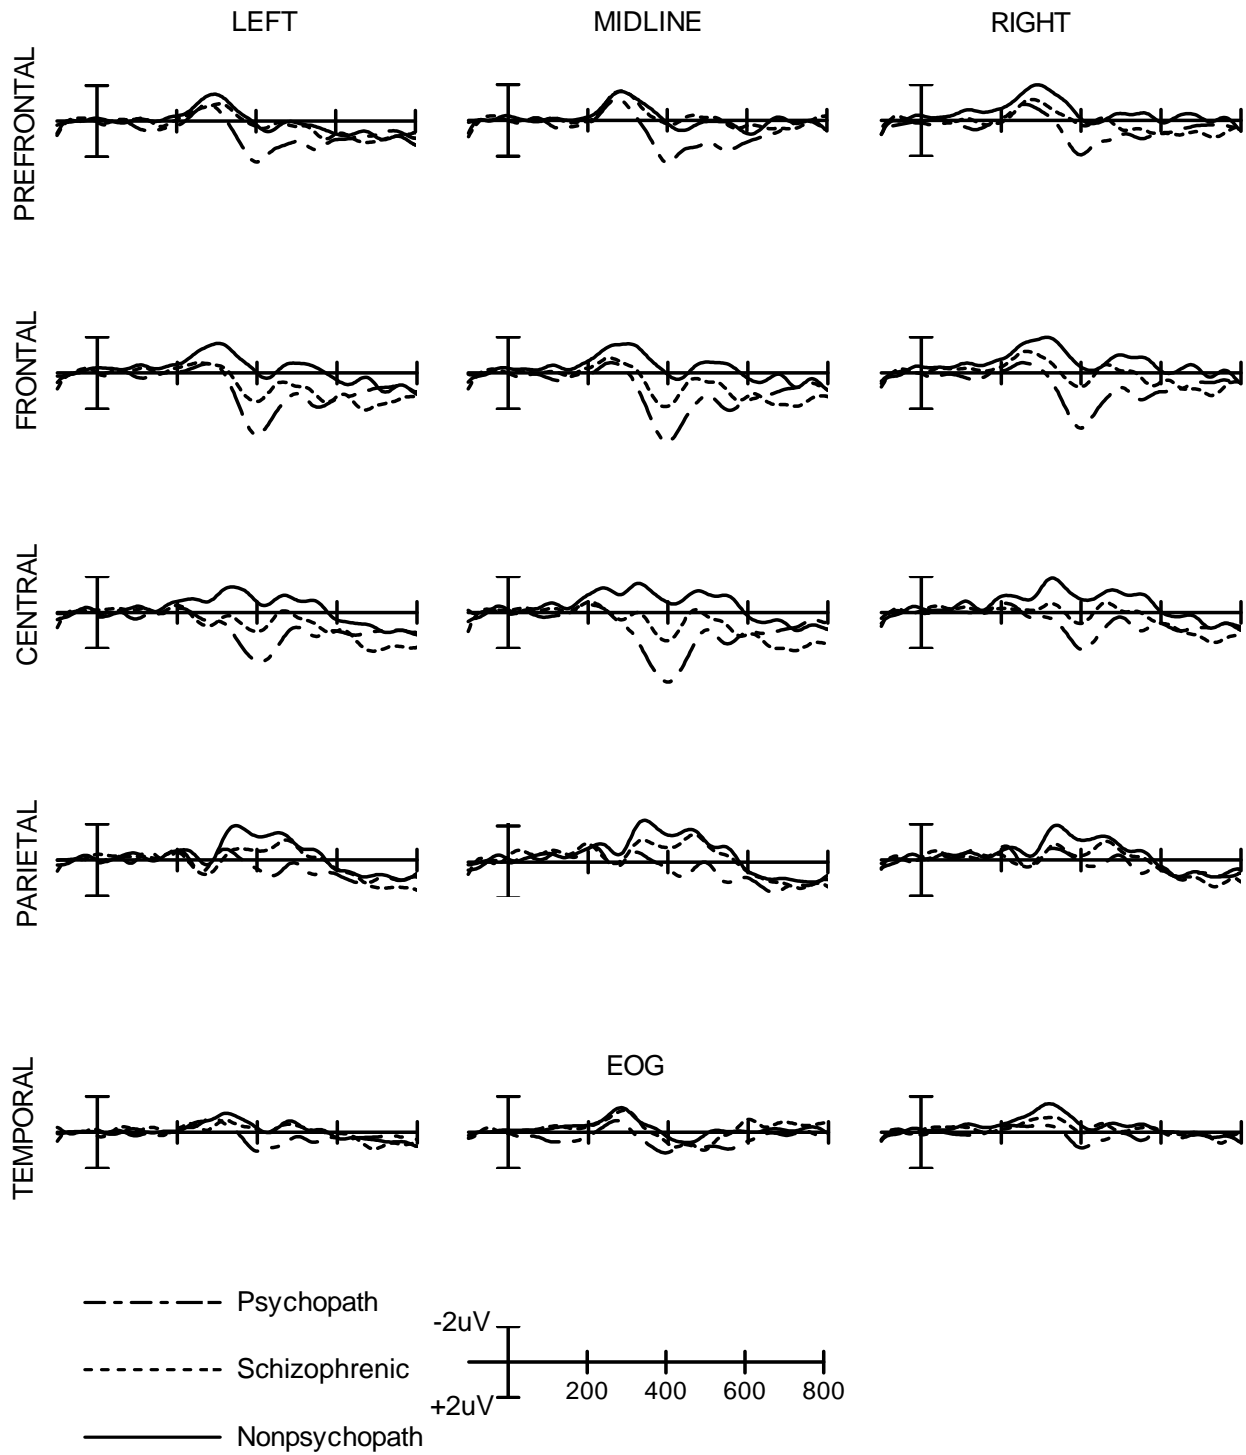 LEFT MIDLINE RIGHT
PREFRONTAL
FRONTAL
CENTRAL
PARIETAL
TEMPORAL
EOG
Psychopath
Schizophrenic
Nonpsychopath
-2uV
+2uV
200 400 600 800